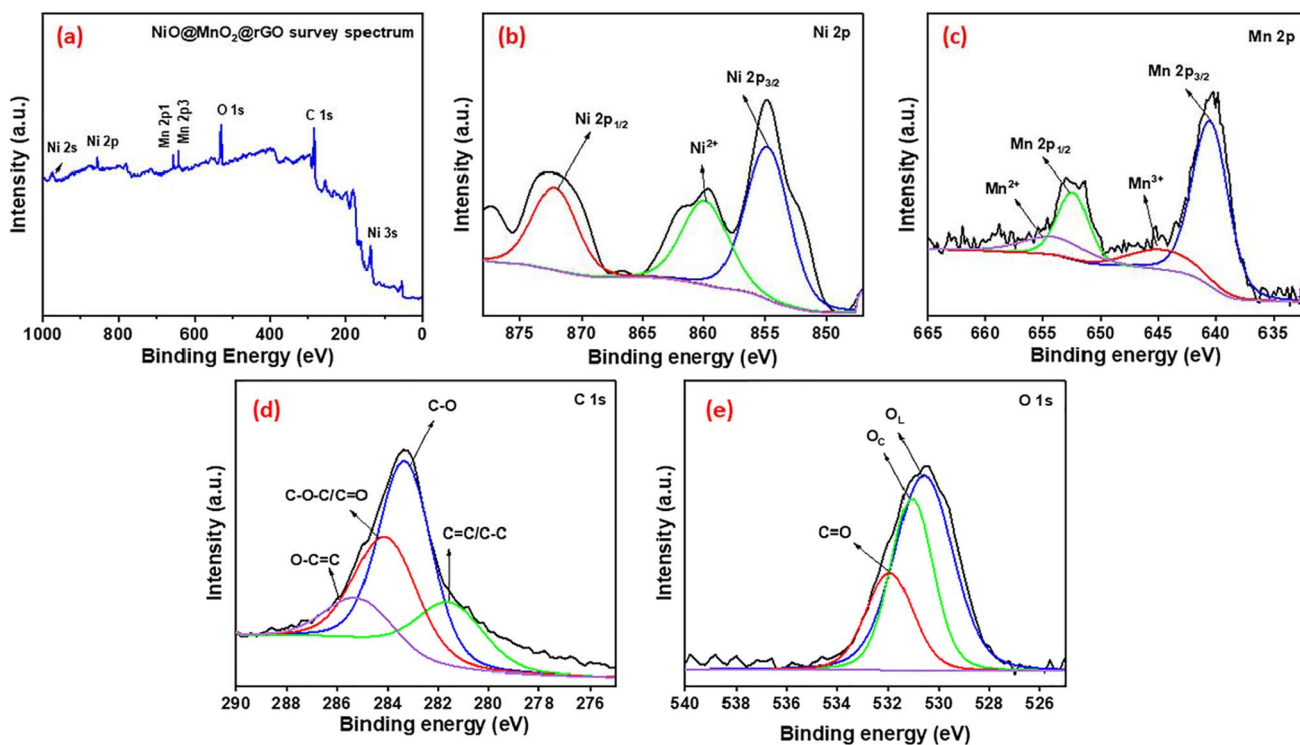 (a)
NiO@MnO₂@rGO survey spectrum
Ni 2s
Ni 2p
Mn 2p1
Mn 2p3
O 1s
C 1s
Ni 3s
Intensity (a.u.)
1000 800 600 400 200 0
Binding Energy (eV)
(b)
Ni 2p
Ni 2p₁/₂
Ni²⁺
Ni 2p₃/₂
Intensity (a.u.)
875 870 865 860 855 850
Binding energy (eV)
(c)
Mn 2p
Mn 2p₃/₂
Mn 2p₁/₂
Mn²⁺
Mn³⁺
Intensity (a.u.)
665 660 655 650 645 640 635
Binding energy (eV)
(d)
C 1s
C-O
C-O-C/C=O
C=C/C-C
O-C=C
Intensity (a.u.)
290 288 286 284 282 280 278 276
Binding energy (eV)
(e)
O 1s
O_L
O_C
C=O
Intensity (a.u.)
540 538 536 534 532 530 528 526
Binding energy (eV)